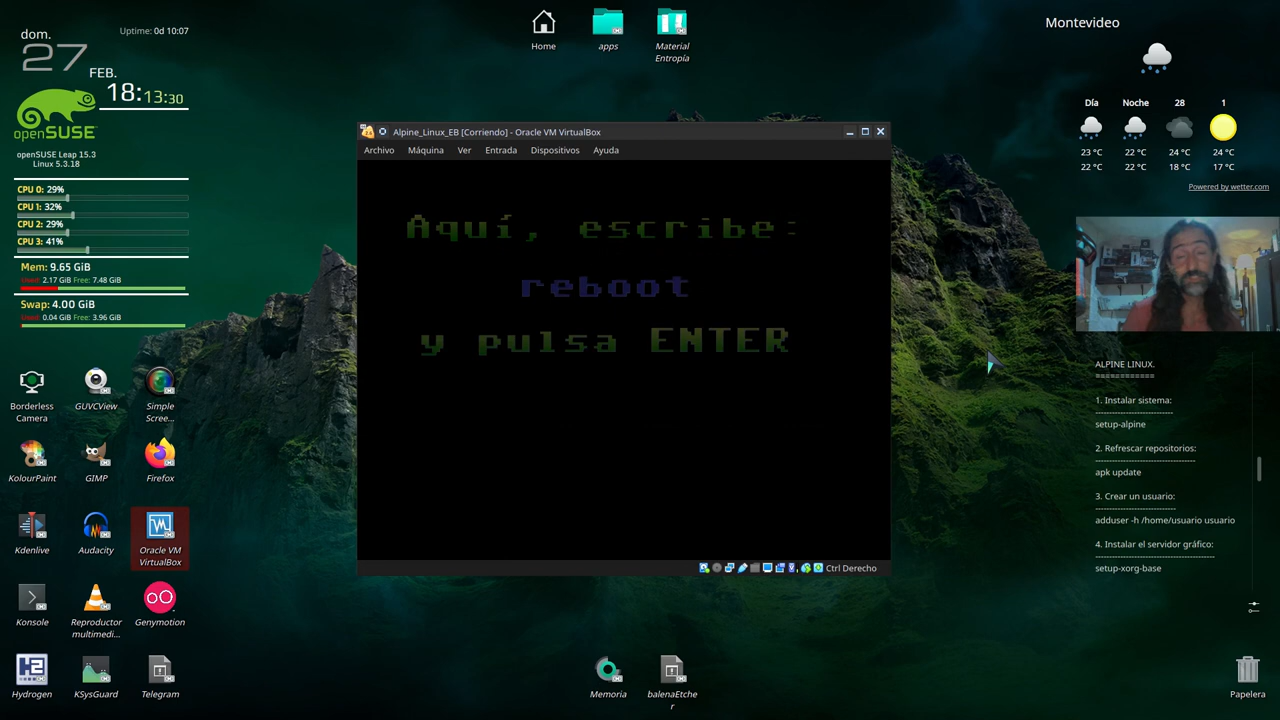 dom.
27
FEB.
18:13:30
Uptime: 0d 10:07
openSUSE
openSUSE Leap 15.3
Linux 5.3.18
CPU 0: 29%
CPU 1: 32%
CPU 2: 29%
CPU 3: 41%
Mem: 9.65 GiB
Used: 2.17 GiB Free: 7.48 GiB
Swap: 4.00 GiB
Used: 0.04 GiB Free: 3.96 GiB
Home
apps
Material
Entropía
Montevideo
Día Noche 28 1
23 °C 22 °C 24 °C 24 °C
22 °C 22 °C 18 °C 17 °C
Powered by wetter.com
Alpine_Linux_EB [Corriendo] - Oracle VM VirtualBox
Archivo Máquina Ver Entrada Dispositivos Ayuda
Aquí, escribe:
reboot
y pulsa ENTER
Ctrl Derecho
ALPINE LINUX.
============
1. Instalar sistema:
--------------------------
setup-alpine
2. Refrescar repositorios:
---------------------------------
apk update
3. Crear un usuario:
---------------------------
adduser -h /home/usuario usuario
4. Instalar el servidor gráfico:
---------------------------------------
setup-xorg-base
Borderless
Camera
GUVCView
Simple
Scree...
KolourPaint
GIMP
Firefox
Kdenlive
Audacity
Oracle VM
VirtualBox
Konsole
Reproductor
multimedi...
Genymotion
Hydrogen
KSysGuard
Telegram
Memoria
balenaEtche
r
Papelera